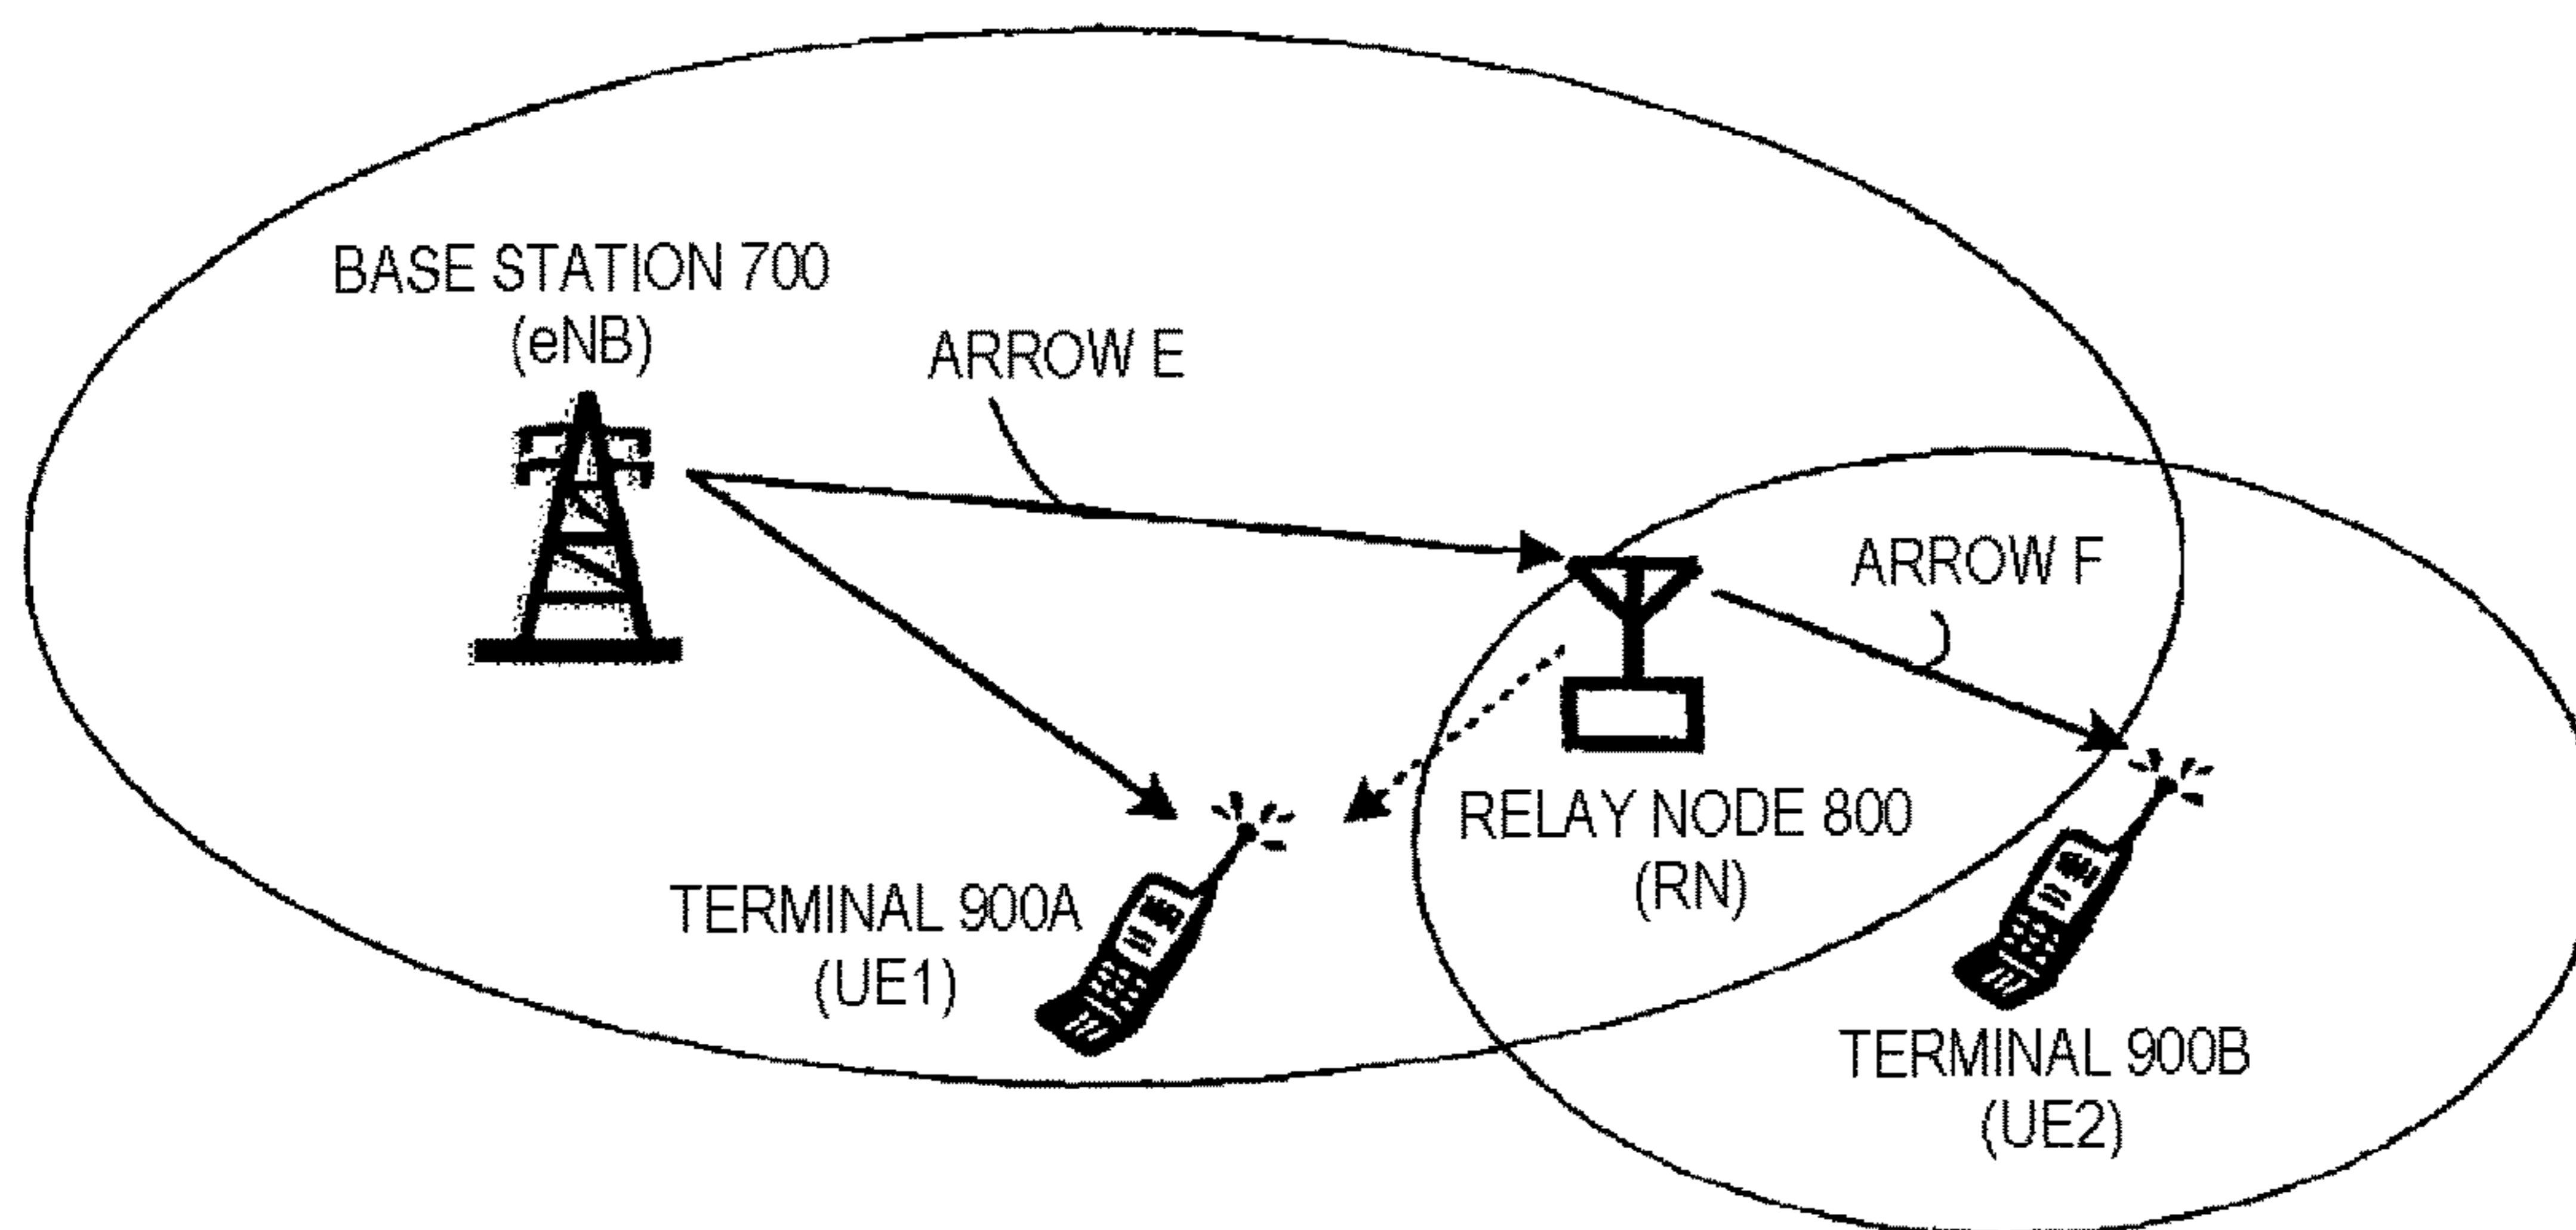 BASE STATION 700
(eNB)
ARROW E
ARROW F
RELAY NODE 800
(RN)
TERMINAL 900A
(UE1)
TERMINAL 900B
(UE2)